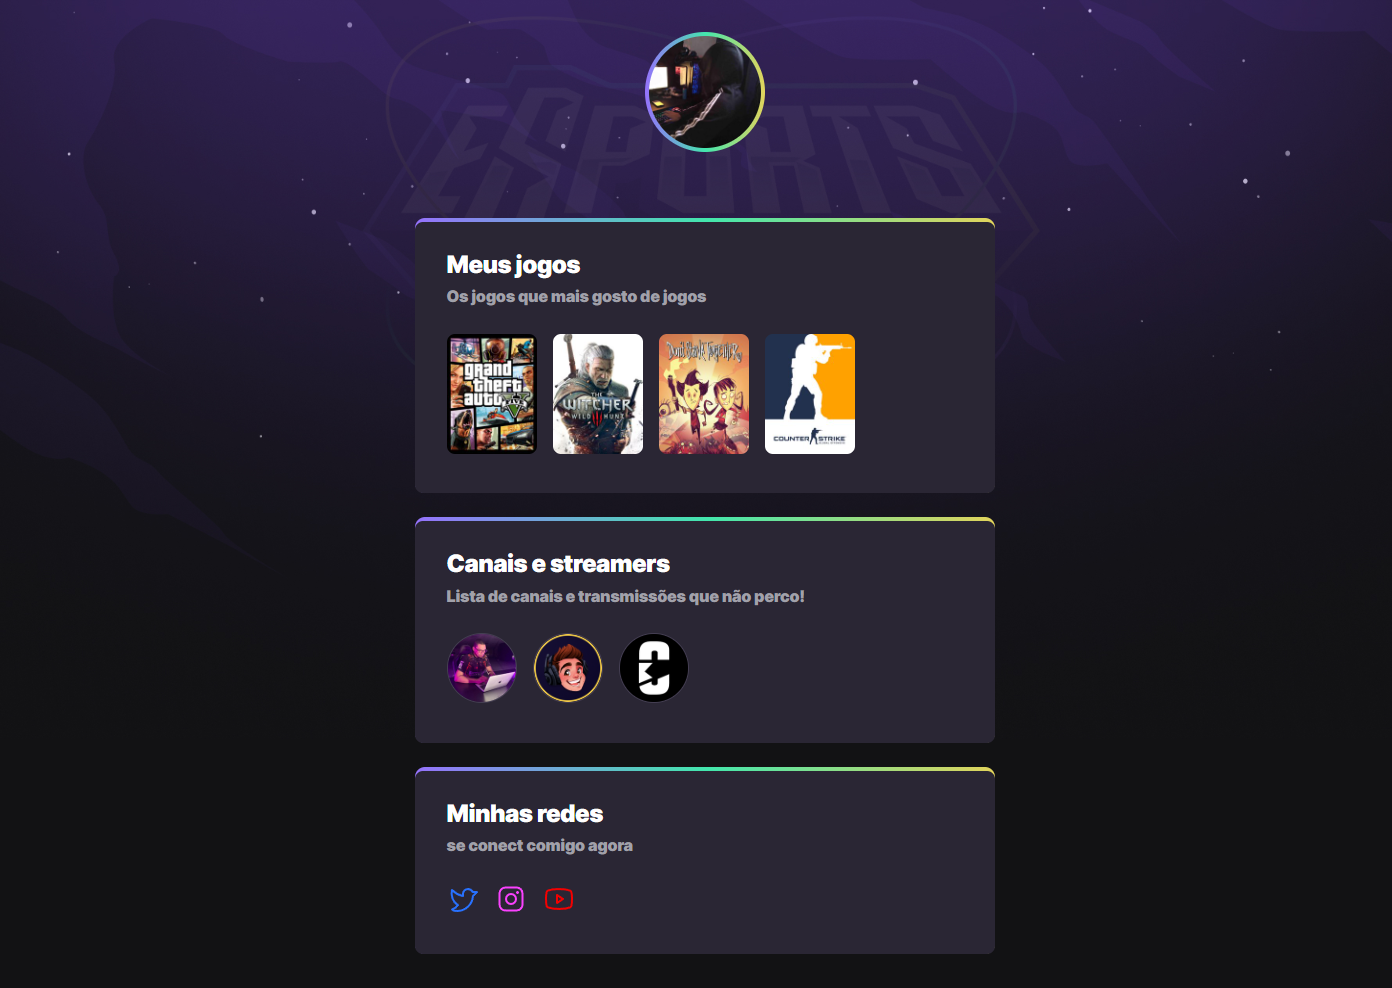 ESPORTS
Meus jogos
Os jogos que mais gosto de jogos
grand
theft
auto
V
THE
WITCHER
WILD HUNT
Don't Starve Together
COUNTER STRIKE
Canais e streamers
Lista de canais e transmissões que não perco!
Minhas redes
se conect comigo agora